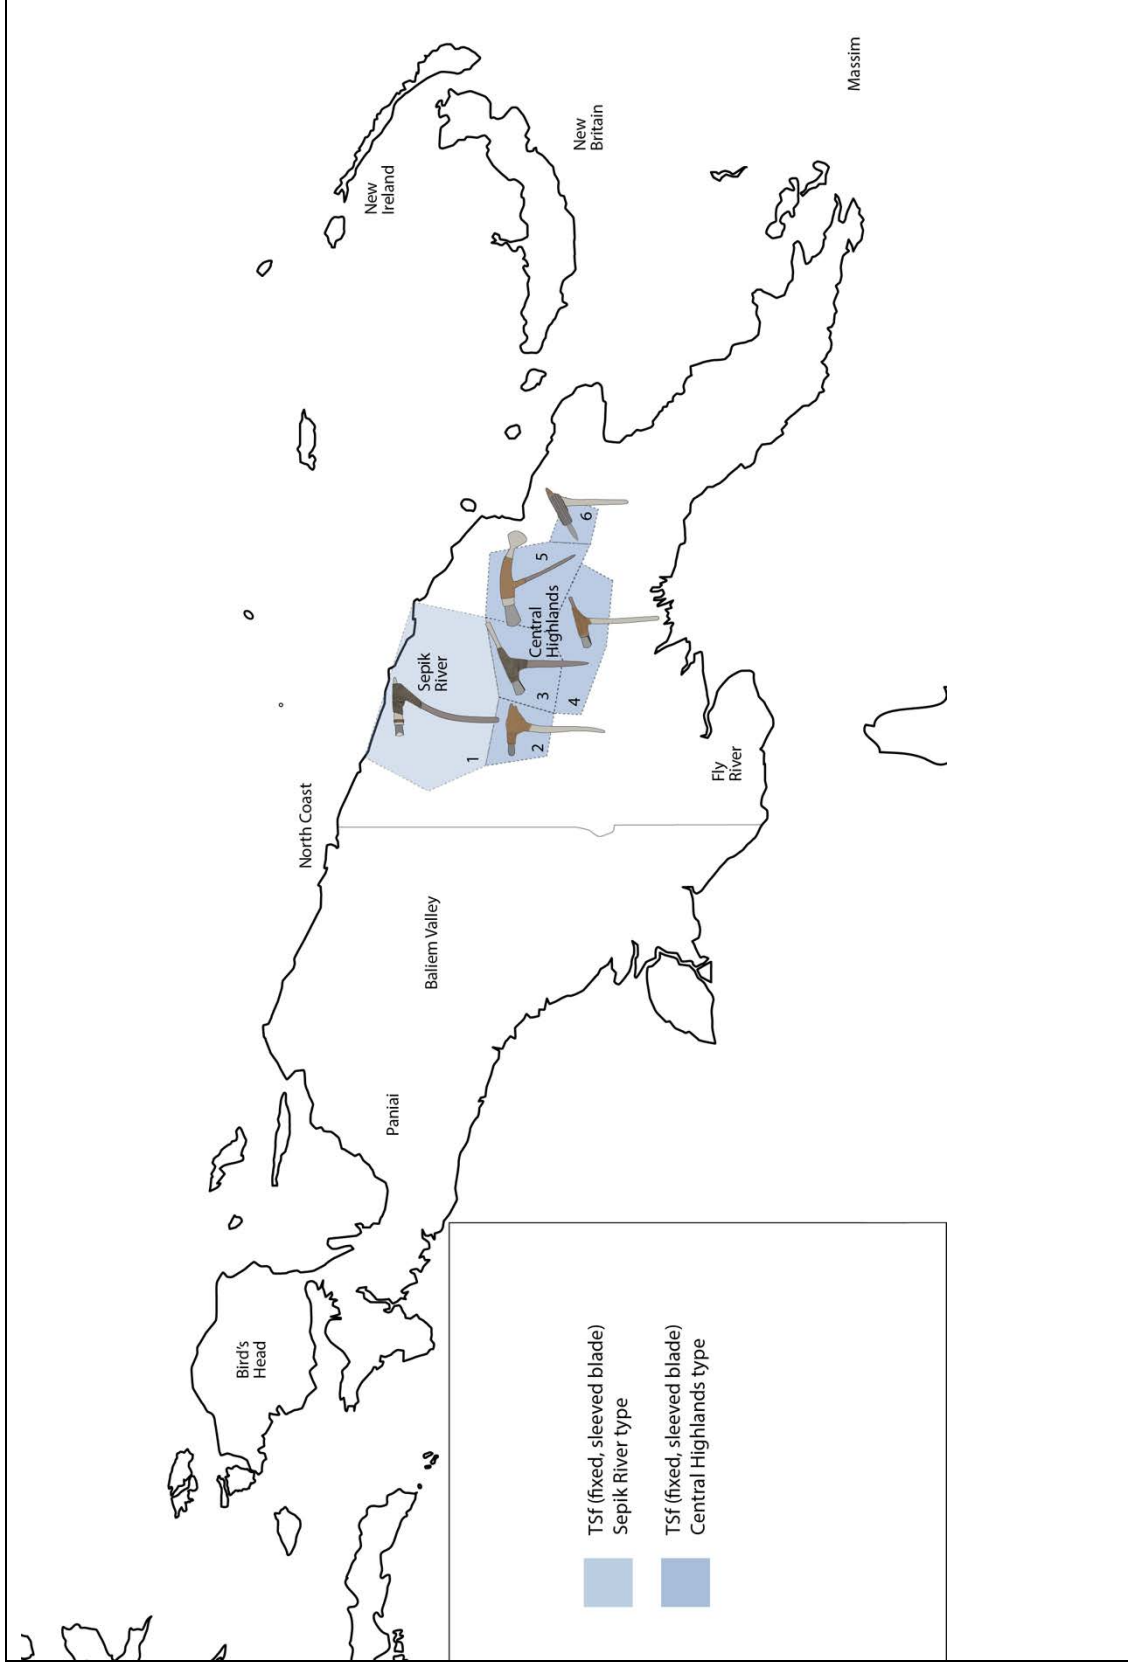 Massim
New
Ireland
New
Britain
North Coast
Sepik
River
1
2
3
4
5
6
Central
Highlands
Fly
River
Baliem Valley
Paniai
Bird's
Head
TSf (fixed, sleeved blade)
Sepik River type
TSf (fixed, sleeved blade)
Central Highlands type